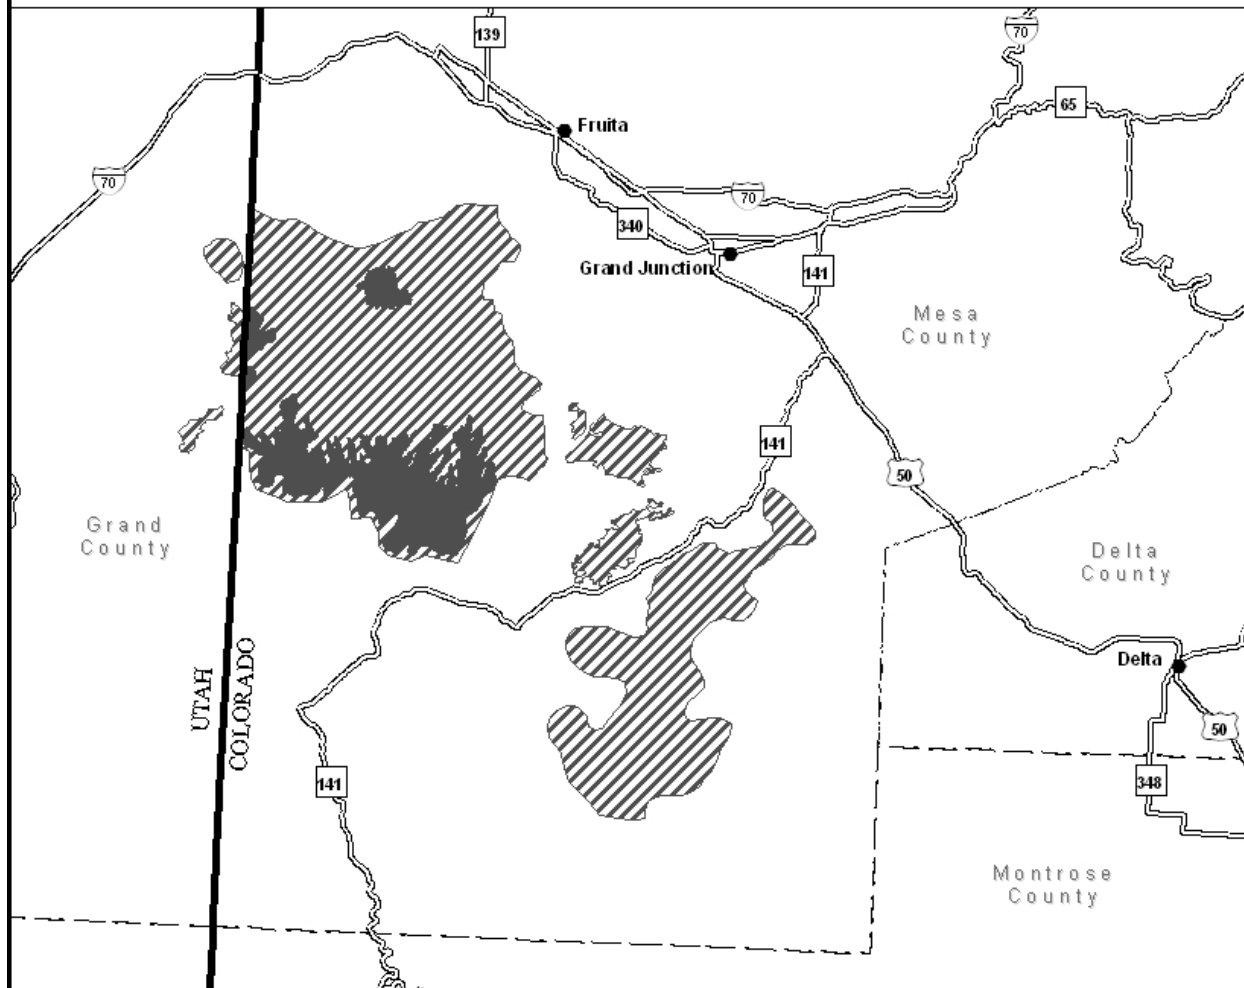 70
139
65
Fruita
70
70
340
Grand Junction
141
Mesa
County
141
50
Grand
County
Delta
County
UTAH
COLORADO
Delta
50
141
348
Montrose
County